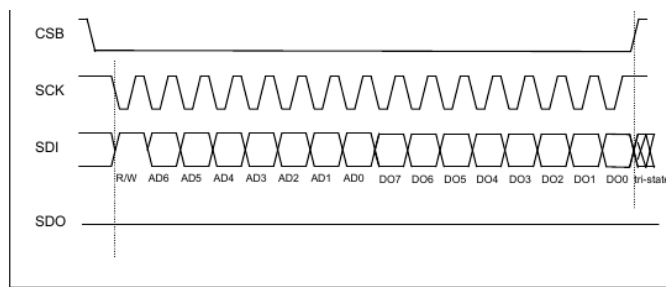 CSB
SCK
SDI
R/W AD6 AD5 AD4 AD3 AD2 AD1 AD0 DO7 DO6 DO5 DO4 DO3 DO2 DO1 DO0 tri-state
SDO